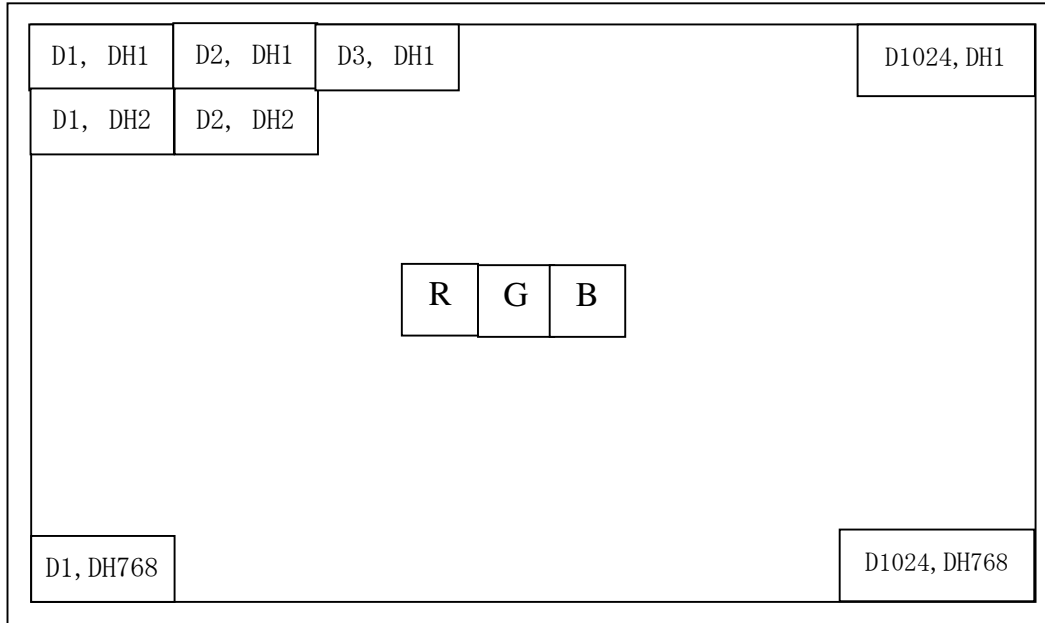 D1, DH1 D2, DH1 D3, DH1 D1024,DH1
D1, DH2 D2, DH2
R G B
D1,DH768 D1024,DH768